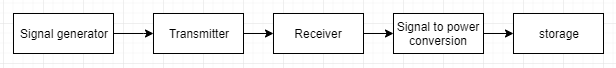 Signal generator
Transmitter
Receiver
Signal to power
conversion
storage